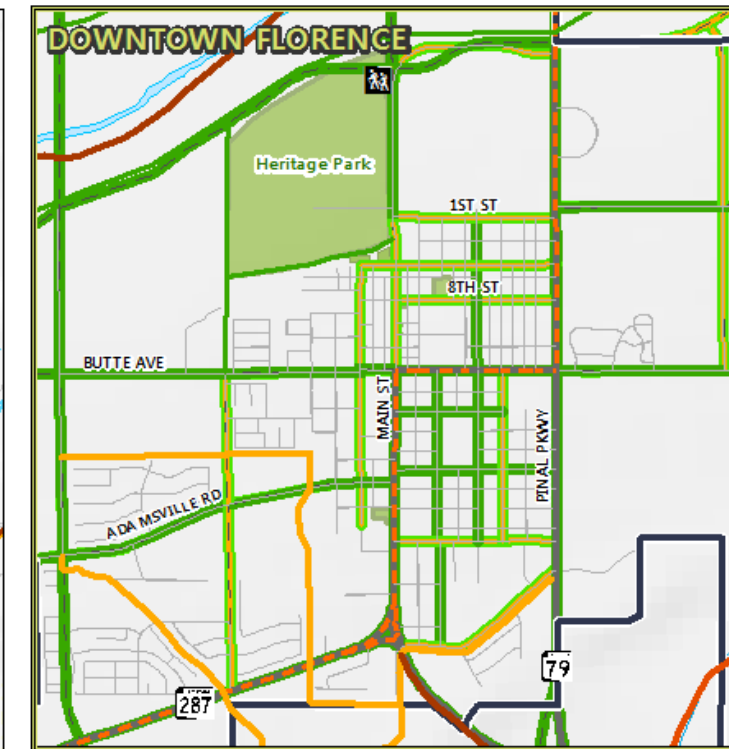 DOWNTOWN FLORENCE
Heritage Park
1ST ST
8TH ST
BUTTE AVE
MAIN ST
PINAL PKWY
ADAMSVILLE RD
79
287